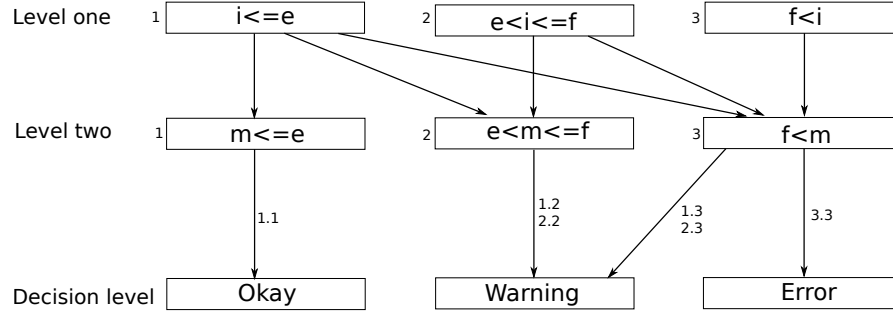 Level one
1
i<=e
2
e<i<=f
3
f<i
Level two
1
m<=e
2
e<m<=f
3
f<m
1.1
1.2
2.2
1.3
2.3
3.3
Decision level
Okay
Warning
Error